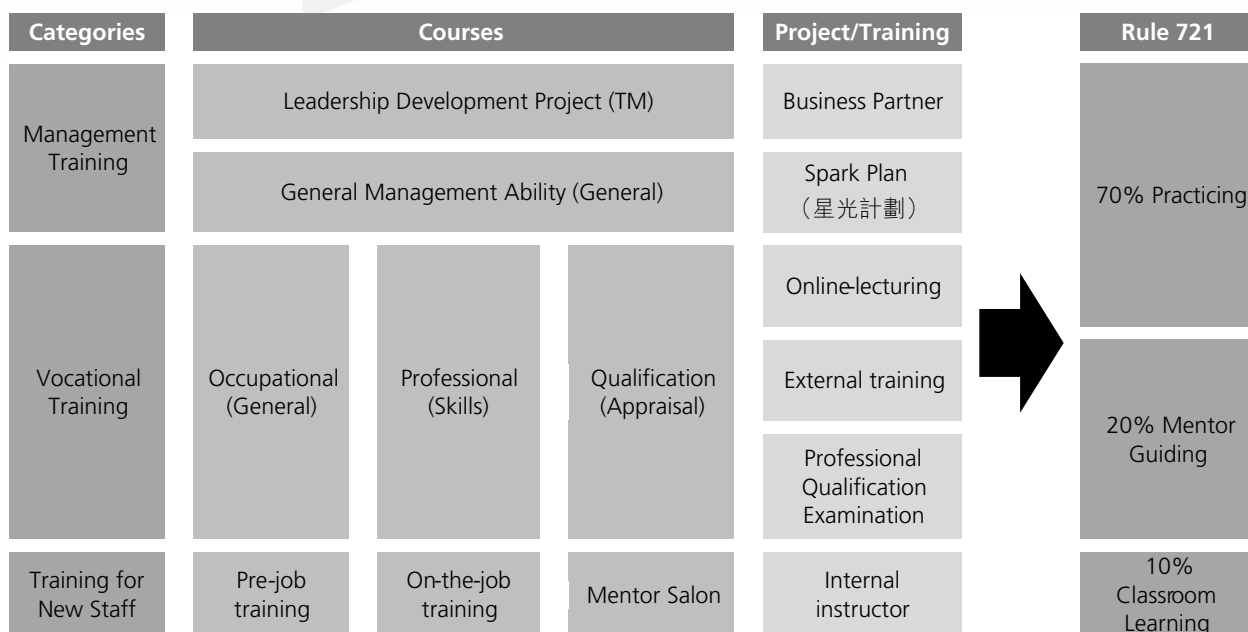 Categories
Courses
Project/Training
Rule 721
Management
Training
Leadership Development Project (TM)
General Management Ability (General)
Business Partner
Spark Plan
（星光計劃）
70% Practicing
Vocational
Training
Occupational
(General)
Professional
(Skills)
Qualification
(Appraisal)
Online-lecturing
External training
Professional
Qualification
Examination
20% Mentor
Guiding
Training for
New Staff
Pre-job
training
On-the-job
training
Mentor Salon
Internal
instructor
10%
Classroom
Learning